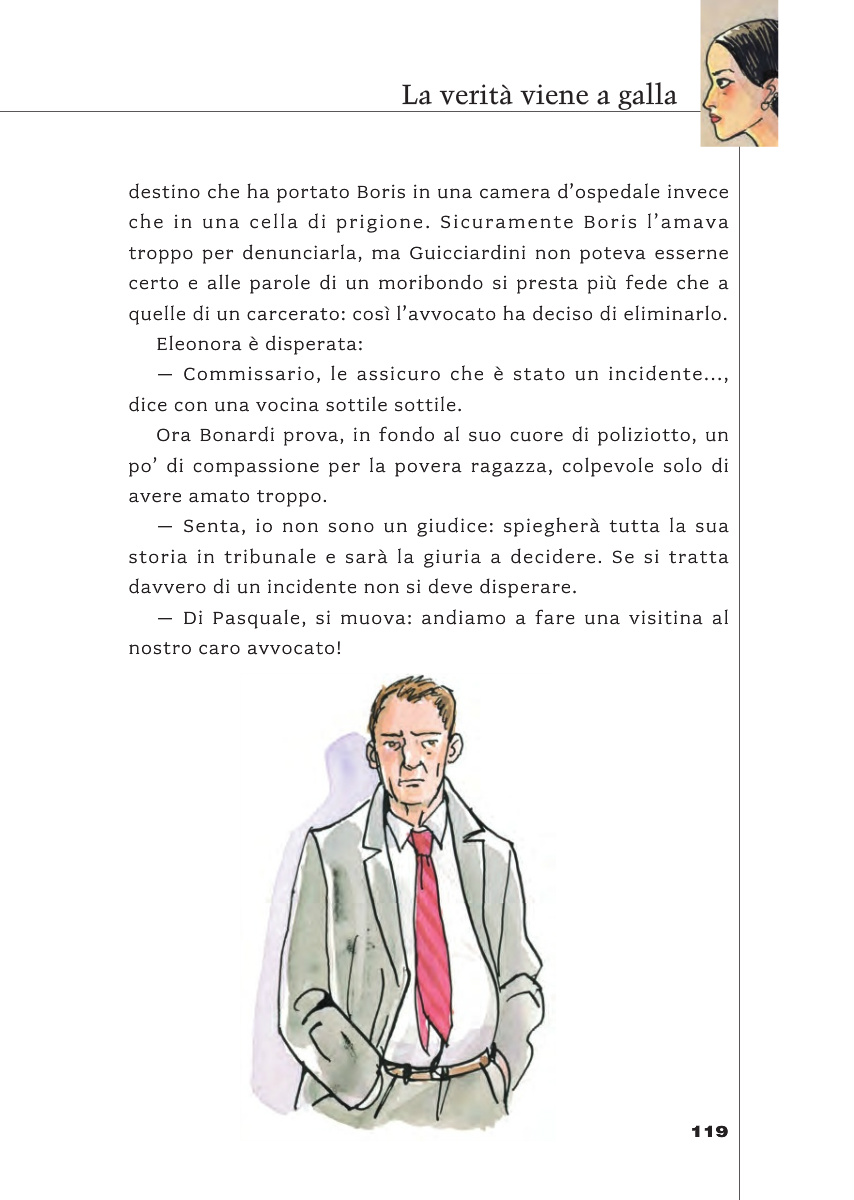 La verità viene a galla
destino che ha portato Boris in una camera d’ospedale invece
che in una cella di prigione. Sicuramente Boris l’amava
troppo per denunciarla, ma Guicciardini non poteva esserne
certo e alle parole di un moribondo si presta più fede che a
quelle di un carcerato: così l’avvocato ha deciso di eliminarlo.
Eleonora è disperata:
— Commissario, le assicuro che è stato un incidente...,
dice con una vocina sottile sottile.
Ora Bonardi prova, in fondo al suo cuore di poliziotto, un
po’ di compassione per la povera ragazza, colpevole solo di
avere amato troppo.
— Senta, io non sono un giudice: spiegherà tutta la sua
storia in tribunale e sarà la giuria a decidere. Se si tratta
davvero di un incidente non si deve disperare.
— Di Pasquale, si muova: andiamo a fare una visitina al
nostro caro avvocato!
119